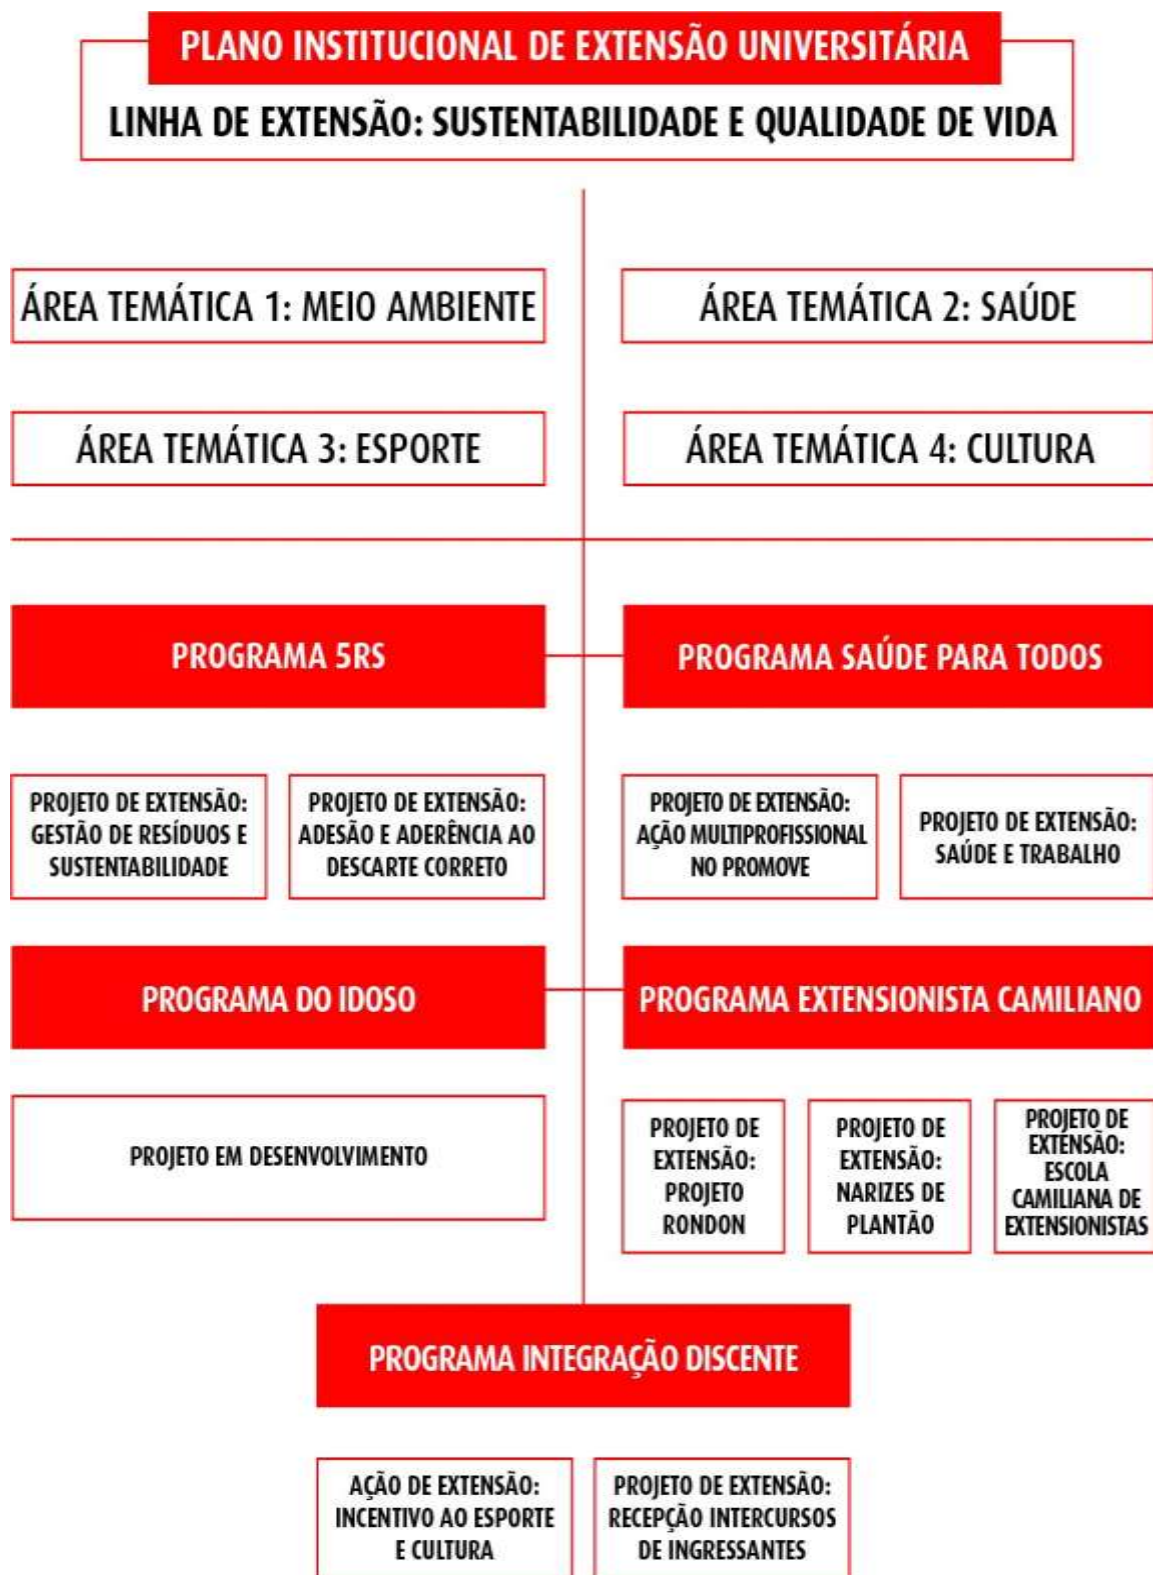 PLANO INSTITUCIONAL DE EXTENSÃO UNIVERSITÁRIA
LINHA DE EXTENSÃO: SUSTENTABILIDADE E QUALIDADE DE VIDA
ÁREA TEMÁTICA 1: MEIO AMBIENTE
ÁREA TEMÁTICA 2: SAÚDE
ÁREA TEMÁTICA 3: ESPORTE
ÁREA TEMÁTICA 4: CULTURA
PROGRAMA 5RS
PROGRAMA SAÚDE PARA TODOS
PROJETO DE EXTENSÃO:
GESTÃO DE RESÍDUOS E
SUSTENTABILIDADE
PROJETO DE EXTENSÃO:
ADESÃO E ADERÊNCIA AO
DESCARTE CORRETO
PROJETO DE EXTENSÃO:
AÇÃO MULTIPROFISSIONAL
NO PROMOVE
PROJETO DE EXTENSÃO:
SAÚDE E TRABALHO
PROGRAMA DO IDOSO
PROGRAMA EXTENSIONISTA CAMILIANO
PROJETO EM DESENVOLVIMENTO
PROJETO DE
EXTENSÃO:
PROJETO
RONDON
PROJETO DE
EXTENSÃO:
NARIZES DE
PLANTÃO
PROJETO DE
EXTENSÃO:
ESCOLA
CAMILIANA DE
EXTENSIONISTAS
PROGRAMA INTEGRAÇÃO DISCENTE
AÇÃO DE EXTENSÃO:
INCENTIVO AO ESPORTE
E CULTURA
PROJETO DE EXTENSÃO:
RECEPÇÃO INTERCURSOS
DE INGRESSANTES